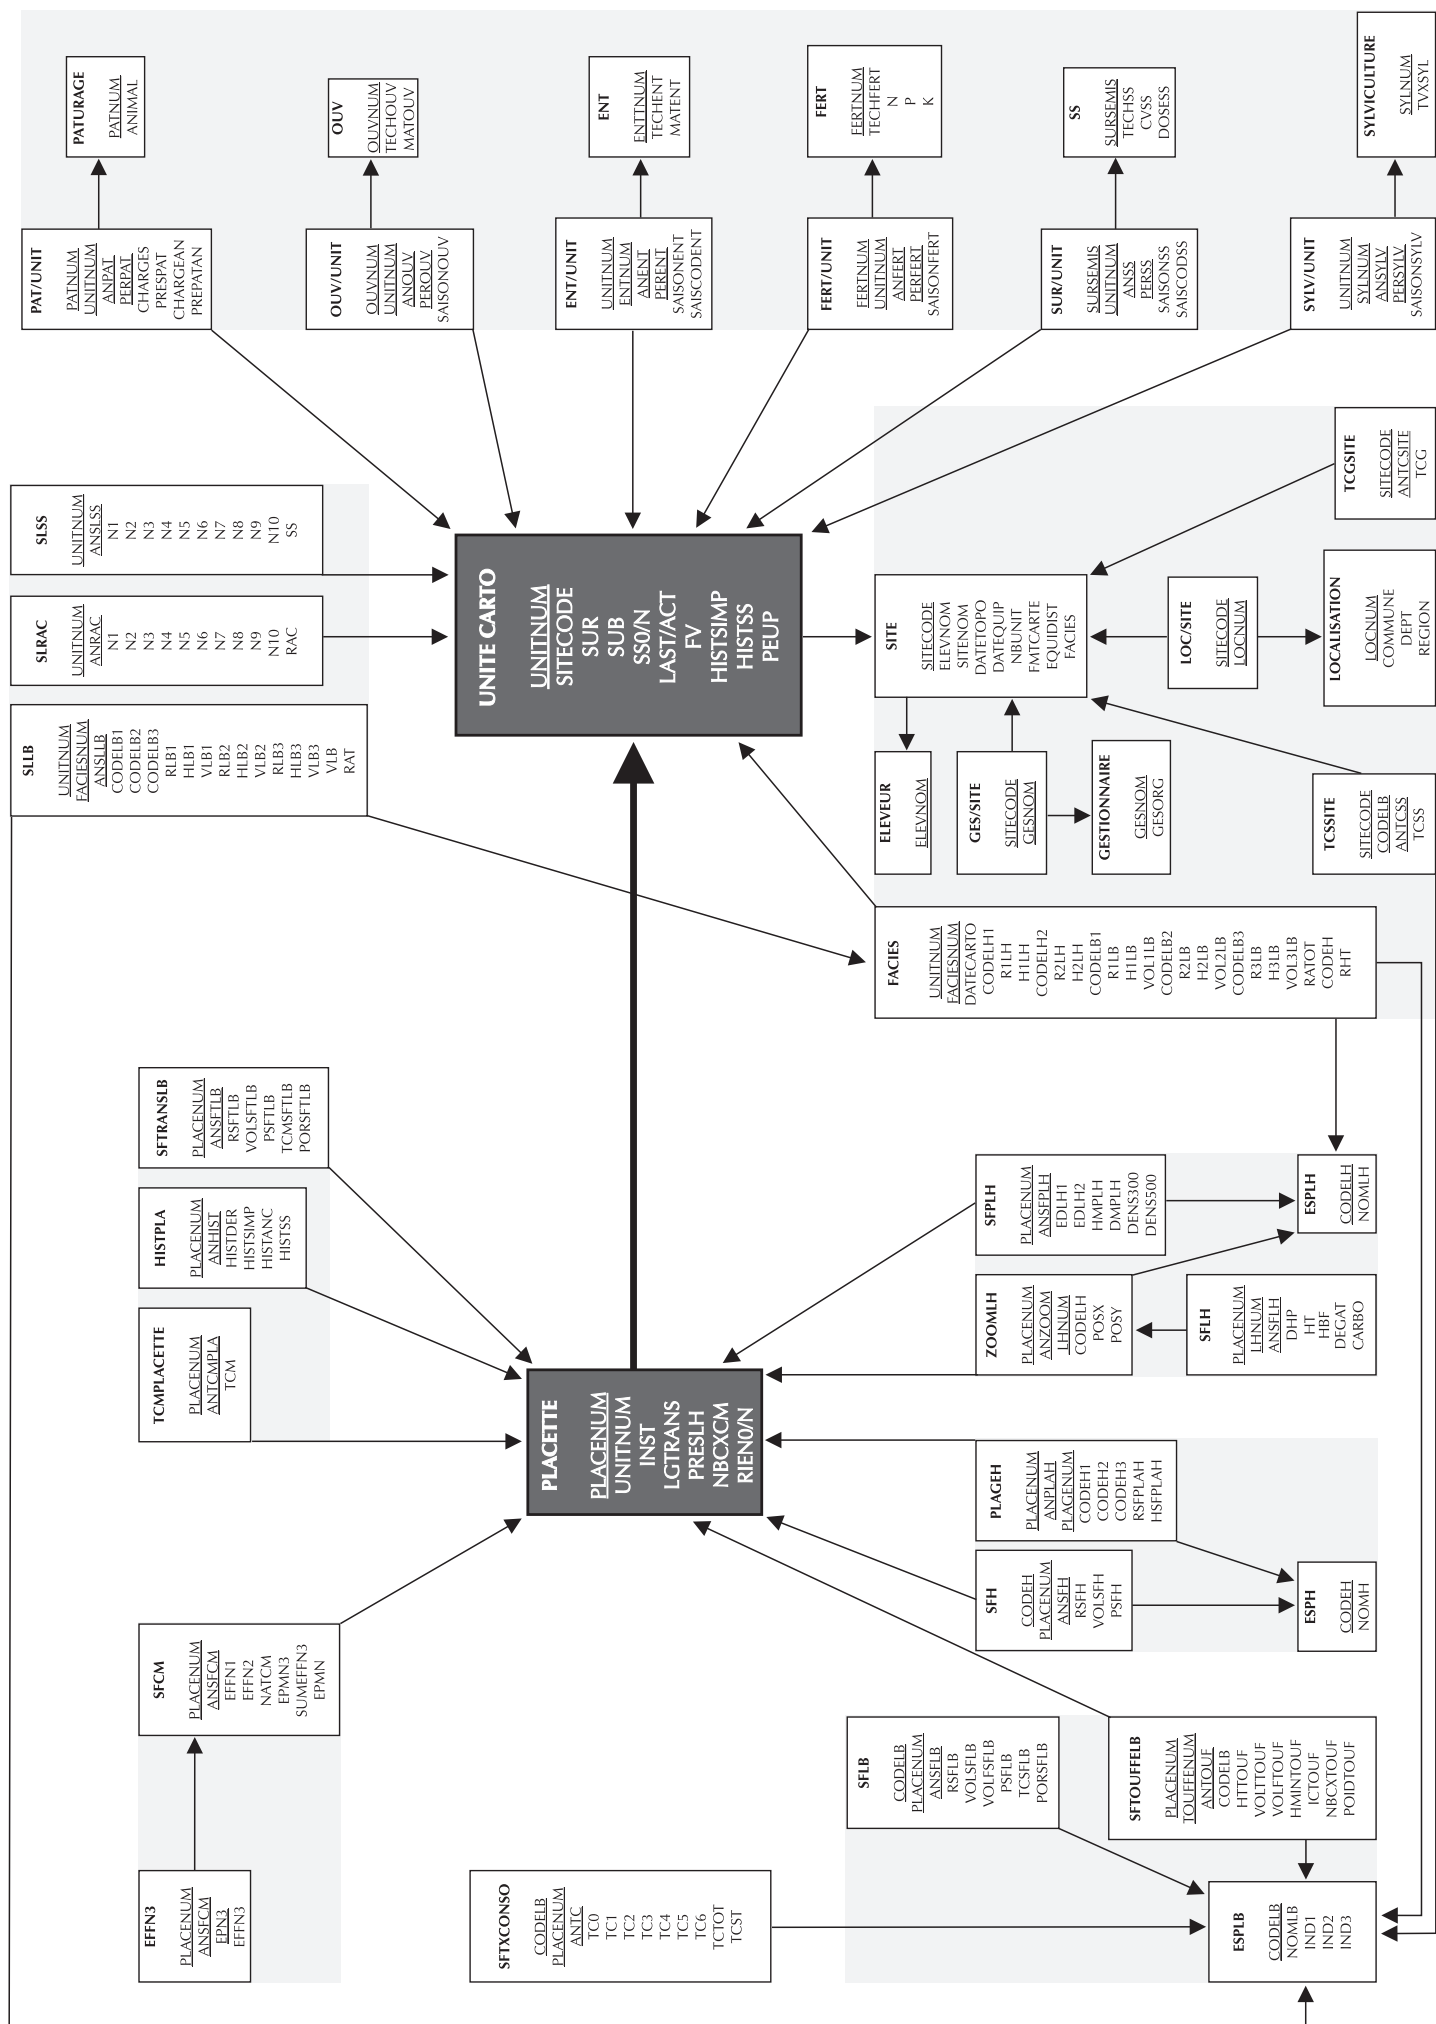 EFFN3
PLACENUM
ANSFCM
EPN3
EFFN3
SFCM
PLACENUM
ANSFCM
EFFN1
EFFN2
NATCM
EPMN3
SUMEFFN3
EPMN
TCMPLACETTE
PLACENUM
ANTCMPLA
TCM
HISTPLA
PLACENUM
ANHIST
HISTDER
HISTSIMP
HISTANC
HISTSS
SFTRANSLB
PLACENUM
ANSFTLB
RSFTLB
VOLSFTLB
PSFTLB
TCMSFTLB
PORSFTLB
SLLB
UNITNUM
FACIESNUM
ANSLLB
CODELB1
CODELB2
CODELB3
RLB1
HLB1
VLB1
RLB2
HLB2
VLB2
RLB3
HLB3
VLB3
VLB
RAT
SLRAC
UNITNUM
ANRAC
N1
N2
N3
N4
N5
N6
N7
N8
N9
N10
RAC
SLSS
UNITNUM
ANSLSS
N1
N2
N3
N4
N5
N6
N7
N8
N9
N10
SS
PAT/UNIT
PATNUM
UNITNUM
ANPAT
PERPAT
CHARGES
PRESPAT
CHARGEAN
PREPATAN
PATURAGE
PATNUM
ANIMAL
OUV/UNIT
OUVNUM
UNITNUM
ANOUV
PEROUV
SAISONOUV
OUV
OUVNUM
TECHOUV
MATOUV
ENT/UNIT
UNITNUM
ENTNUM
ANENT
PERENT
SAISONENT
SAISCODENT
ENT
ENTTNUM
TECHENT
MATENT
FERT/UNIT
FERTNUM
UNITNUM
ANFERT
PERFERT
SAISONFERT
FERT
FERTNUM
TECHFERT
N
P
K
SUR/UNIT
SURSEMIS
UNITNUM
ANSS
PERSS
SAISONSS
SAISCODSS
SS
SURSEMIS
TECHSS
CVSS
DOSESS
SYLV/UNIT
UNITNUM
SYLNUM
ANSYLV
PERSYLV
SAISONSYLV
SYLVICULTURE
SYLNUM
TVXSYL
UNITE CARTO
UNITNUM
SITECODE
SUR
SUB
SS0/N
LAST/ACT
FV
HISTSIMP
HISTSS
PEUP
PLACETTE
PLACENUM
UNITNUM
INST
LGTRANS
PRESLH
NBCXCM
RIEN0/N
SFTXCONSO
CODELB
PLACENUM
ANTC
TC0
TC1
TC2
TC3
TC4
TC5
TC6
TCTOT
TCST
SFLB
CODELB
PLACENUM
ANSFLB
RSFLB
VOLSFLB
VOLFSFLB
PSFLB
TCSFLB
PORSFLB
SFTOUFFELB
PLACENUM
TOUFFENUM
ANTOUF
CODELB
HTTOUF
VOLTTOUF
VOLFTOUF
HMINTOUF
ICTOUF
NBCXTOUF
POIDTOUF
ESPLB
CODELB
NOMLB
IND1
IND2
IND3
SFH
CODEH
PLACENUM
ANSFH
RSFH
VOLSFH
PSFH
PLAGEH
PLACENUM
ANPLAH
PLAGENUM
CODEH1
CODEH2
CODEH3
RSFPLAH
HSFPLAH
ESPH
CODEH
NOMH
ZOOMLH
PLACENUM
ANZOOM
LHNUM
CODELH
POSX
POSY
SFPLH
PLACENUM
ANSFPLH
EDLH1
EDLH2
HMPLH
DMPLH
DENS300
DENS500
SFLH
PLACENUM
LHNUM
ANSFLH
DHP
HT
HBF
DEGAT
CARBO
ESPLH
CODELH
NOMLH
FACIES
UNITNUM
FACIESNUM
DATECARTO
CODELH1
R1LH
H1LH
CODELH2
R2LH
H2LH
CODELB1
R1LB
H1LB
VOL1LB
CODELB2
R2LB
H2LB
VOL2LB
CODELB3
R3LB
H3LB
VOL3LB
RATOT
CODEH
RHT
ELEVEUR
ELEVNOM
GES/SITE
SITECODE
GESNOM
GESTIONNAIRE
GESNOM
GESORG
TCSSITE
SITECODE
CODELB
ANTCSS
TCSS
SITE
SITECODE
ELEVNOM
SITENOM
DATETOPO
DATEQUIP
NBUNIT
FMTCARTE
EQUIDIST
FACIES
LOC/SITE
SITECODE
LOCNUM
LOCALISATION
LOCNUM
COMMUNE
DEPT
REGION
TCGSITE
SITECODE
ANTCSITE
TCG